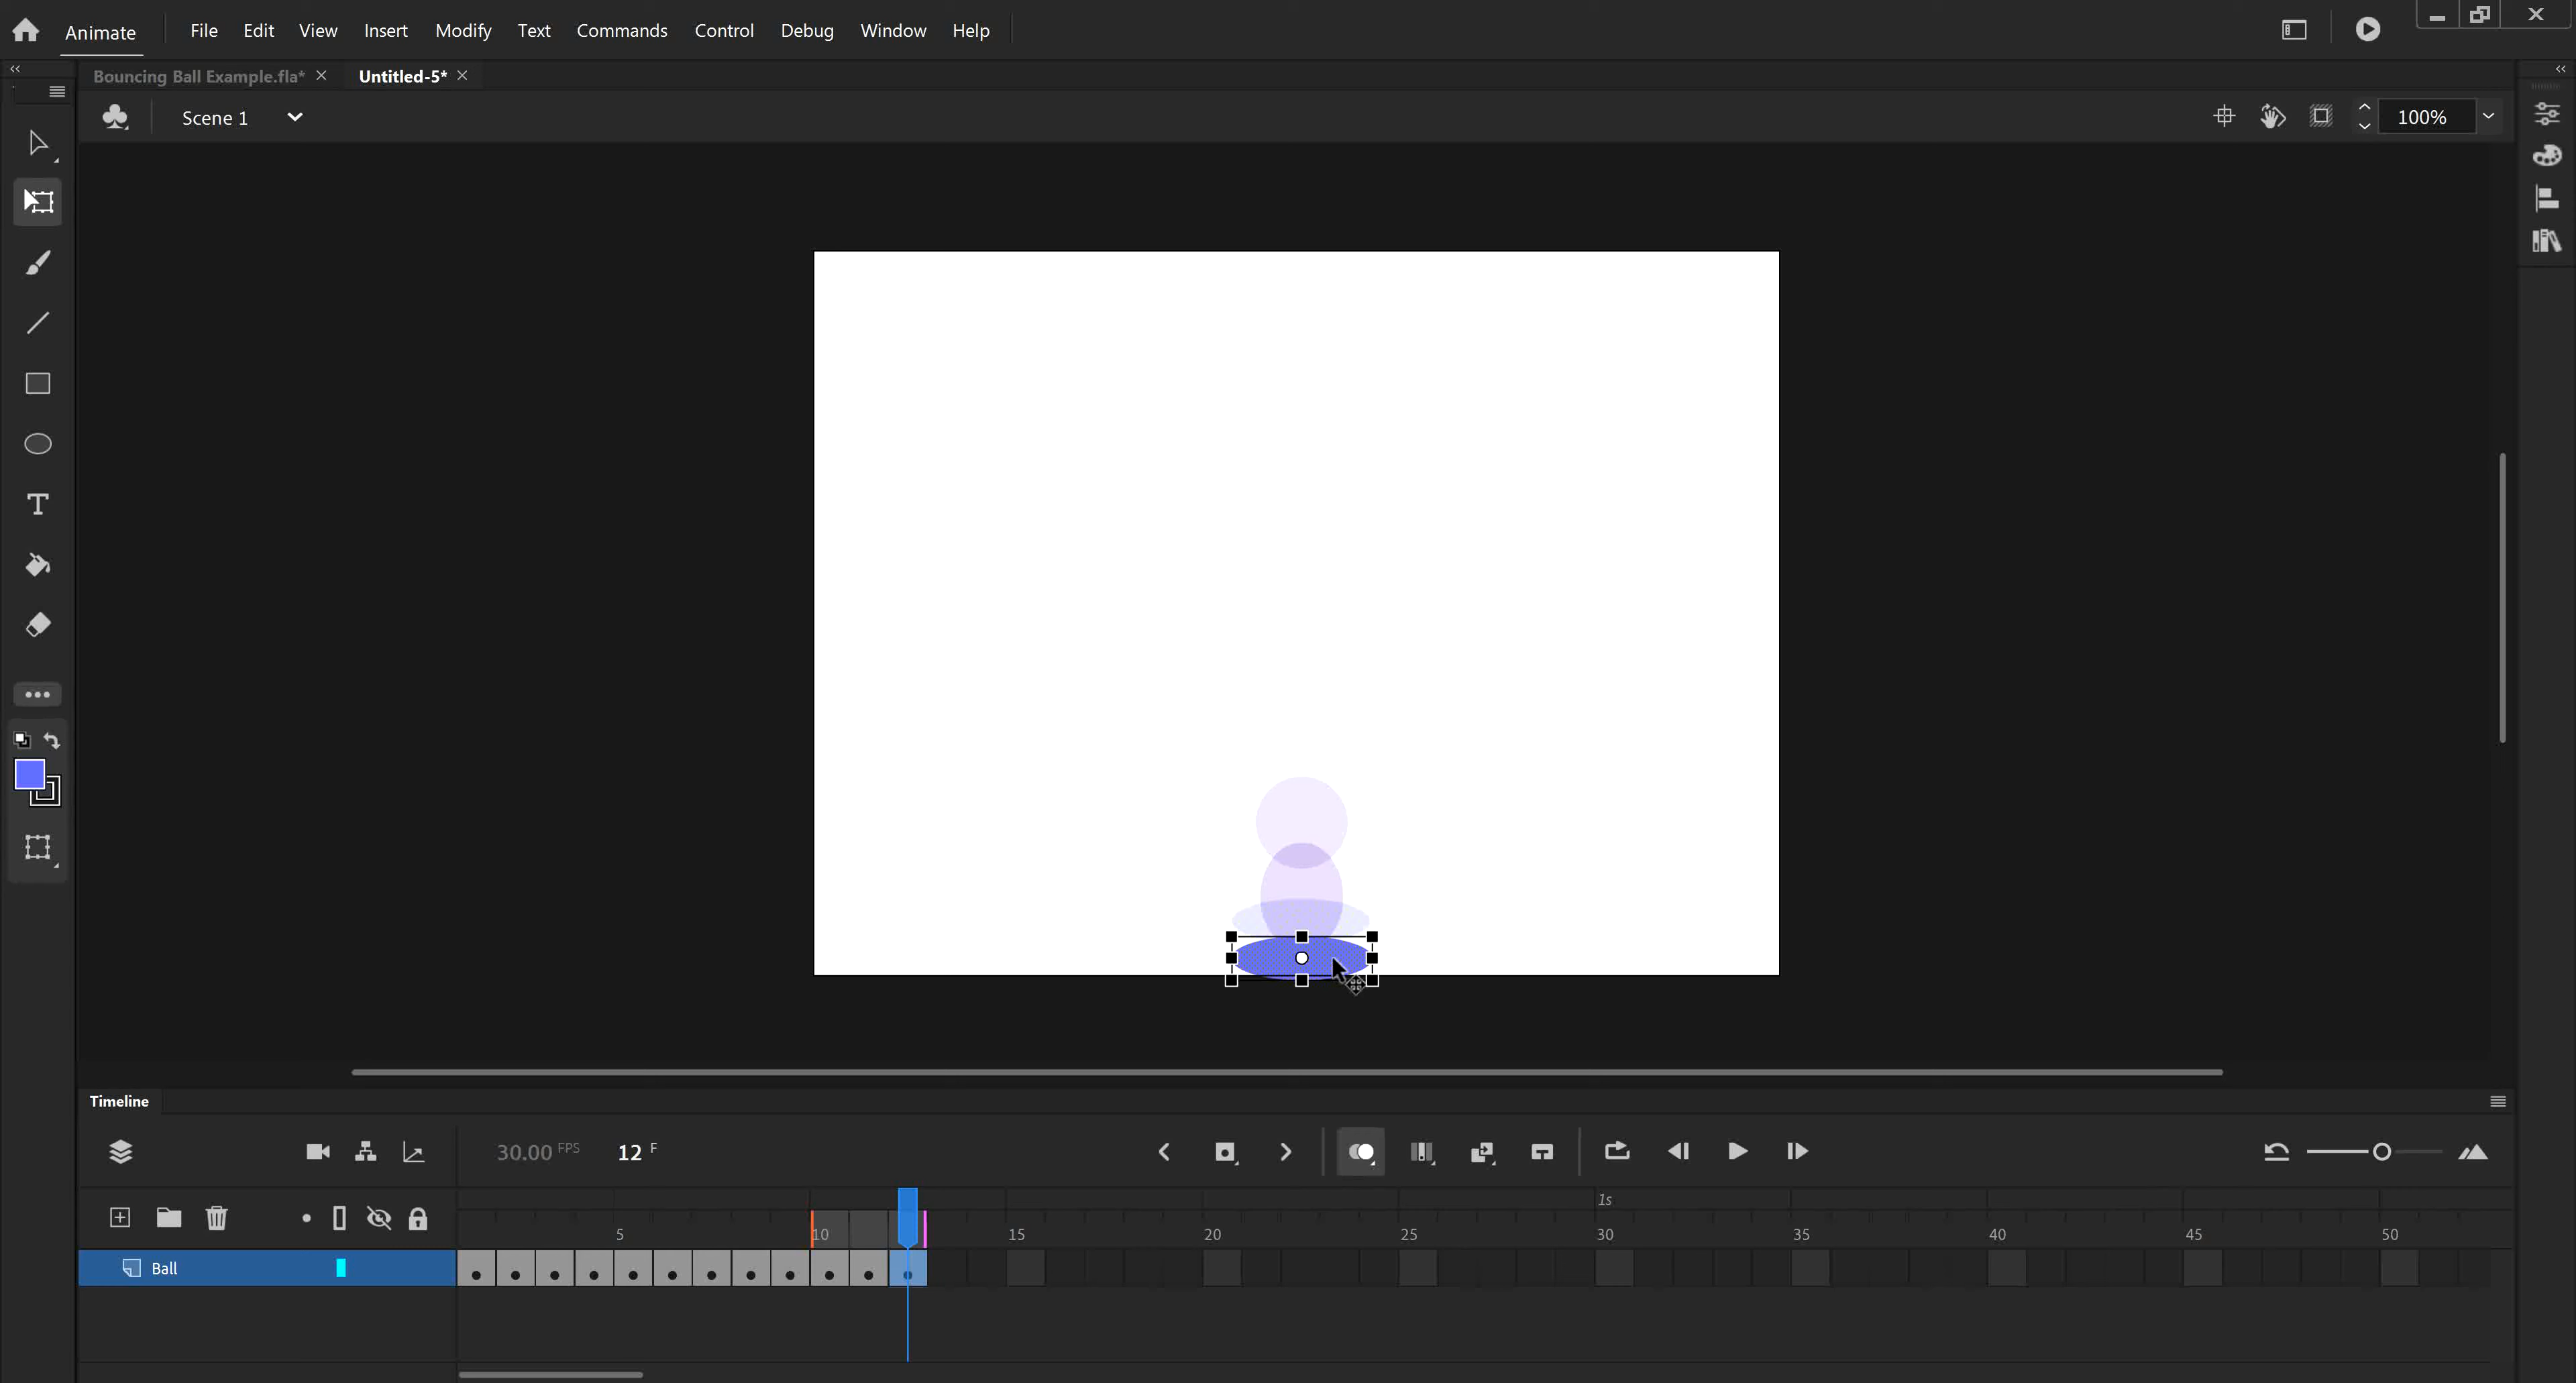 Animate File Edit View Insert Modify Text Commands Control Debug Window Help
Bouncing Ball Example.fla* Untitled-5*
Scene 1 100%
T
Timeline
30.00 FPS 12 F
1s
5 10 15 20 25 30 35 40 45 50
Ball